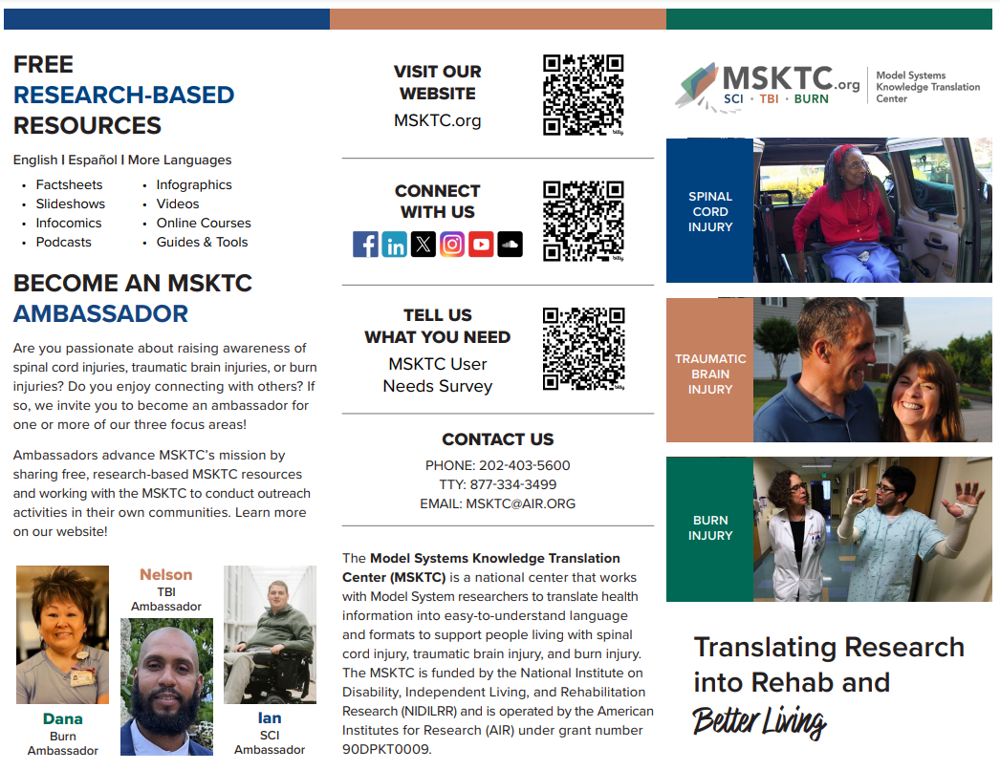 FREE
RESEARCH-BASED
RESOURCES
English I Español I More Languages
• Factsheets
• Slideshows
• Infocomics
• Podcasts
• Infographics
• Videos
• Online Courses
• Guides & Tools
BECOME AN MSKTC
AMBASSADOR
Are you passionate about raising awareness of
spinal cord injuries, traumatic brain injuries, or burn
injuries? Do you enjoy connecting with others? If
so, we invite you to become an ambassador for
one or more of our three focus areas!
Ambassadors advance MSKTC's mission by
sharing free, research-based MSKTC resources
and working with the MSKTC to conduct outreach
activities in their own communities. Learn more
on our website!
Dana
Burn
Ambassador
Nelson
TBI
Ambassador
Ian
SCI
Ambassador
VISIT OUR
WEBSITE
MSKTC.org
bitly
CONNECT
WITH US
f in X
bitly
TELL US
WHAT YOU NEED
MSKTC User
Needs Survey
bitly
CONTACT US
PHONE: 202-403-5600
TTY: 877-334-3499
EMAIL: MSKTC@AIR.ORG
The Model Systems Knowledge Translation
Center (MSKTC) is a national center that works
with Model System researchers to translate health
information into easy-to-understand language
and formats to support people living with spinal
cord injury, traumatic brain injury, and burn injury.
The MSKTC is funded by the National Institute on
Disability, Independent Living, and Rehabilitation
Research (NIDILRR) and is operated by the American
Institutes for Research (AIR) under grant number
90DPKT0009.
MSKTC.org
SCI · TBI · BURN
Model Systems
Knowledge Translation
Center
SPINAL
CORD
INJURY
TRAUMATIC
BRAIN
INJURY
BURN
INJURY
Translating Research
into Rehab and
Better Living